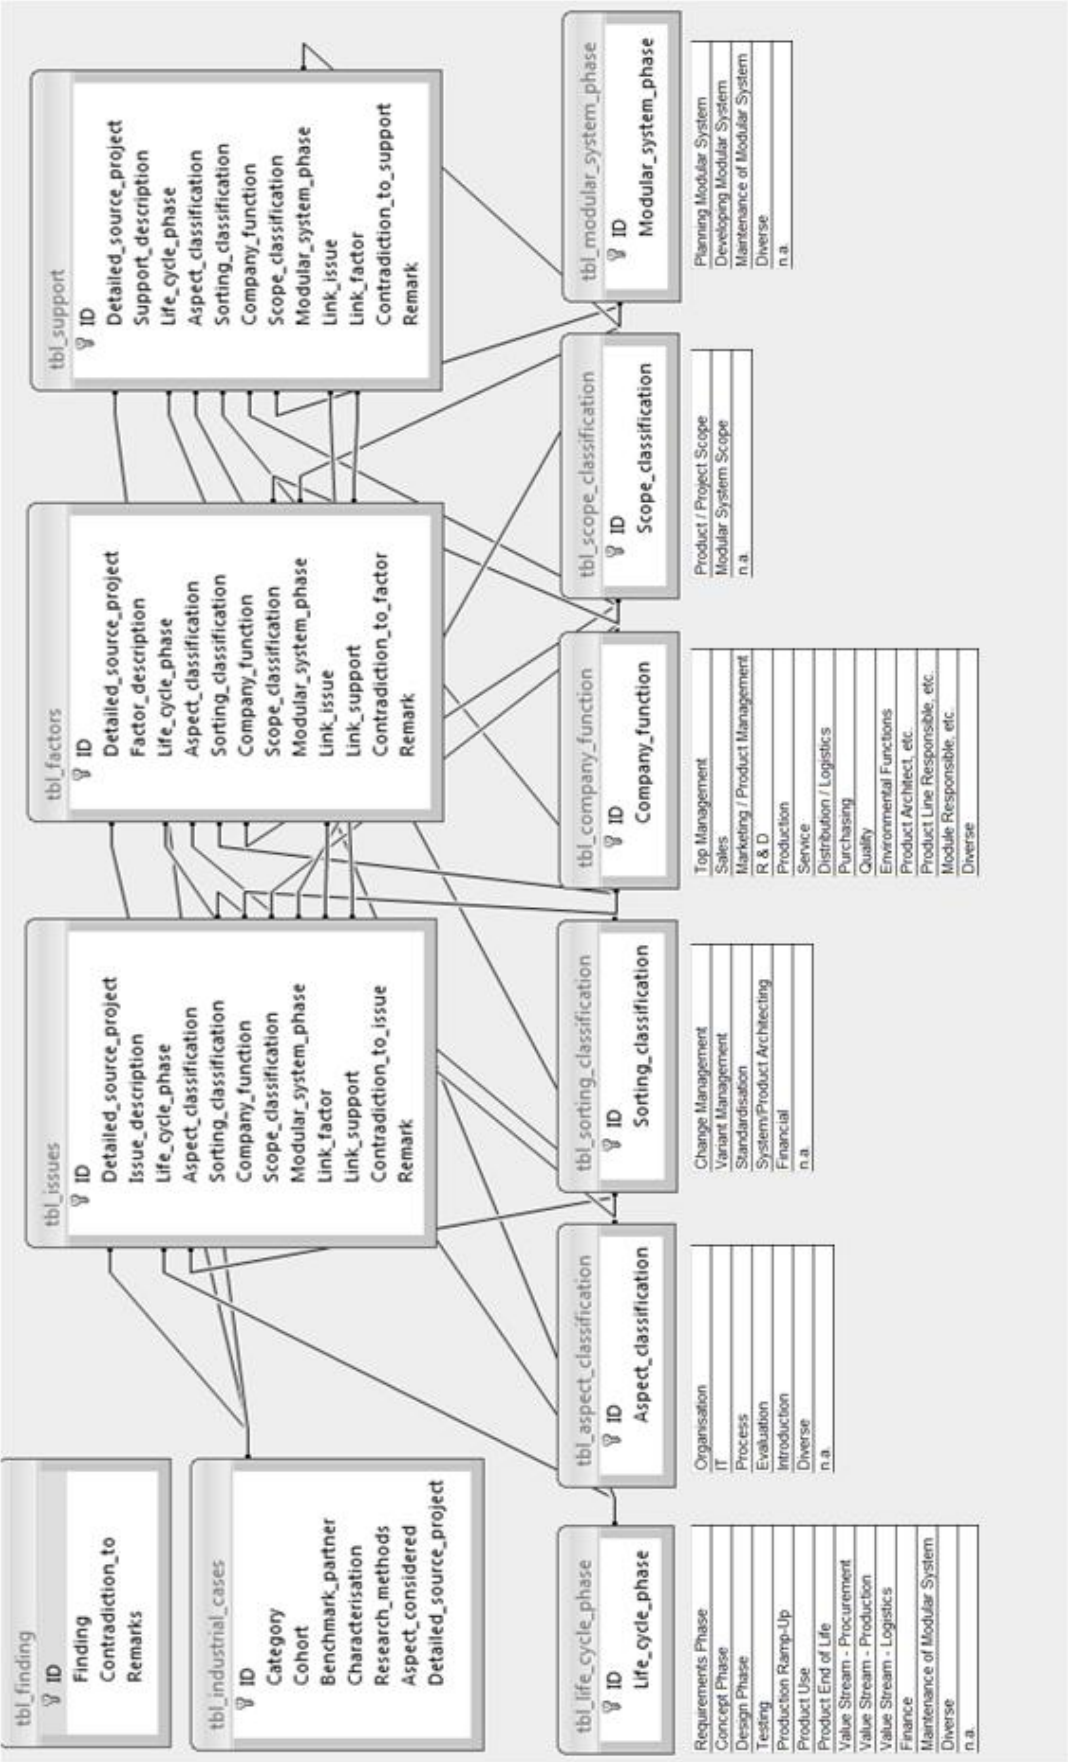 tbl_finding
ID
Finding
Contradiction_to
Remarks
tbl_industrial_cases
ID
Category
Cohort
Benchmark_partner
Characterisation
Research_methods
Aspect_considered
Detailed_source_project
tbl_issues
ID
Detailed_source_project
Issue_description
Life_cycle_phase
Aspect_classification
Sorting_classification
Company_function
Scope_classification
Modular_system_phase
Link_factor
Link_support
Contradiction_to_issue
Remark
tbl_factors
ID
Detailed_source_project
Factor_description
Life_cycle_phase
Aspect_classification
Sorting_classification
Company_function
Scope_classification
Modular_system_phase
Link_issue
Link_support
Contradiction_to_factor
Remark
tbl_support
ID
Detailed_source_project
Support_description
Life_cycle_phase
Aspect_classification
Sorting_classification
Company_function
Scope_classification
Modular_system_phase
Link_issue
Link_factor
Contradiction_to_support
Remark
tbl_life_cycle_phase
ID
Life_cycle_phase
Requirements Phase
Concept Phase
Design Phase
Testing
Production Ramp-Up
Product Use
Product End of Life
Value Stream - Procurement
Value Stream - Production
Value Stream - Logistics
Finance
Maintenance of Modular System
Diverse
n.a.
tbl_aspect_classification
ID
Aspect_classification
Organisation
IT
Process
Evaluation
Introduction
Diverse
n.a.
tbl_sorting_classification
ID
Sorting_classification
Change Management
Variant Management
Standardisation
System/Product Architecting
Financial
n.a.
tbl_company_function
ID
Company_function
Top Management
Sales
Marketing / Product Management
R & D
Production
Service
Distribution / Logistics
Purchasing
Quality
Environmental Functions
Product Architect, etc.
Product Line Responsible, etc.
Module Responsible, etc.
Diverse
tbl_scope_classification
ID
Scope_classification
Product / Project Scope
Modular System Scope
n.a.
tbl_modular_system_phase
ID
Modular_system_phase
Planning Modular System
Developing Modular System
Maintenance of Modular System
Diverse
n.a.